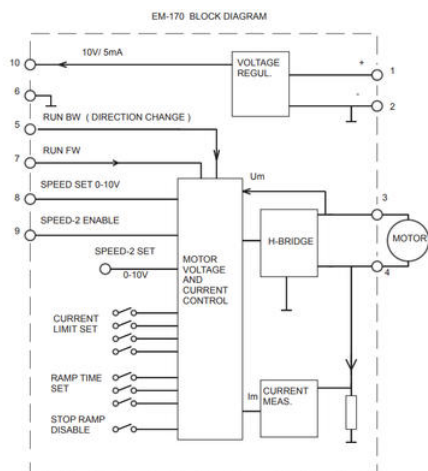 EM-170 BLOCK DIAGRAM
10V/ 5mA
10
VOLTAGE
REGUL.
+
1
6
-
2
RUN BW ( DIRECTION CHANGE )
5
RUN FW
7
Um
SPEED SET 0-10V
8
3
SPEED-2 ENABLE
9
H-BRIDGE
MOTOR
SPEED-2 SET
0-10V
MOTOR
VOLTAGE
AND
CURRENT
CONTROL
4
CURRENT
LIMIT SET
RAMP TIME
SET
Im
CURRENT
MEAS.
STOP RAMP
DISABLE